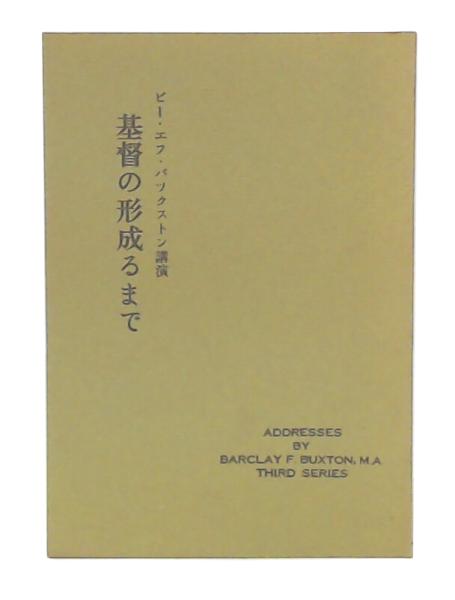 ビー・エフ・バックストン講演
基督の形成るまで
ADDRESSES
BY
BARCLAY F. BUXTON, M.A
THIRD SERIES